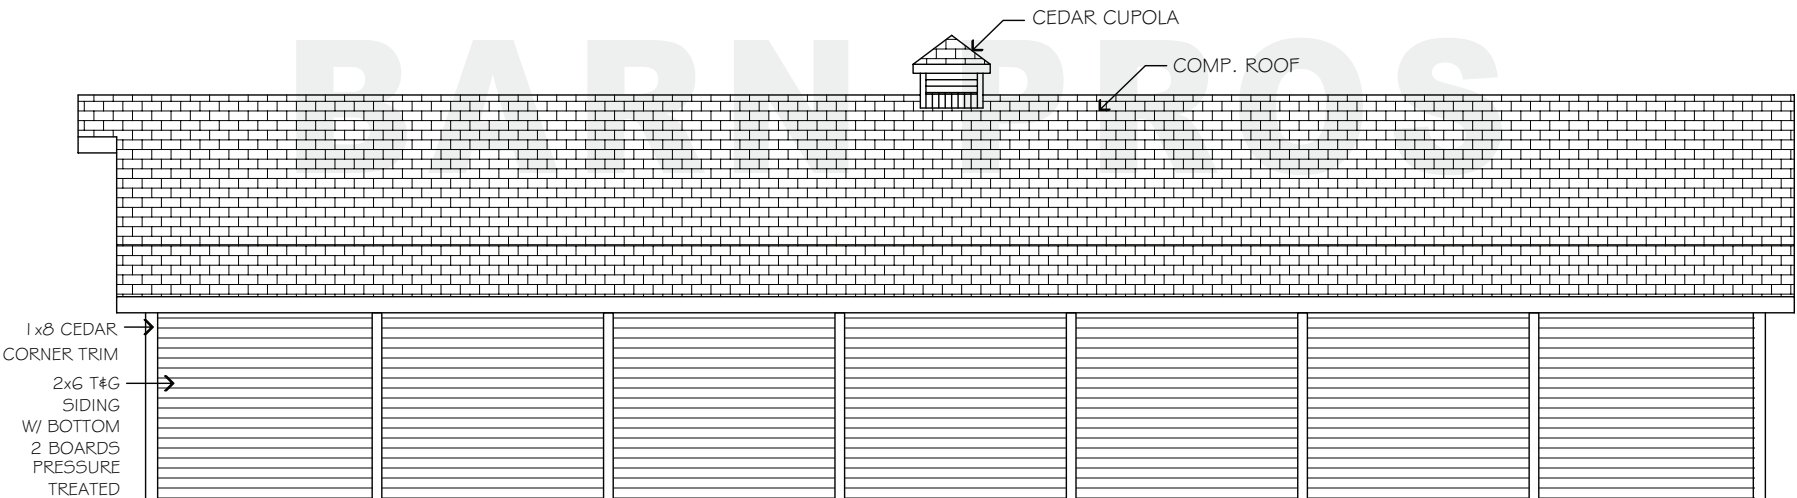 BARN PROS
CEDAR CUPOLA
COMP. ROOF
1x8 CEDAR
CORNER TRIM
2x6 T&G
SIDING
W/ BOTTOM
2 BOARDS
PRESSURE
TREATED